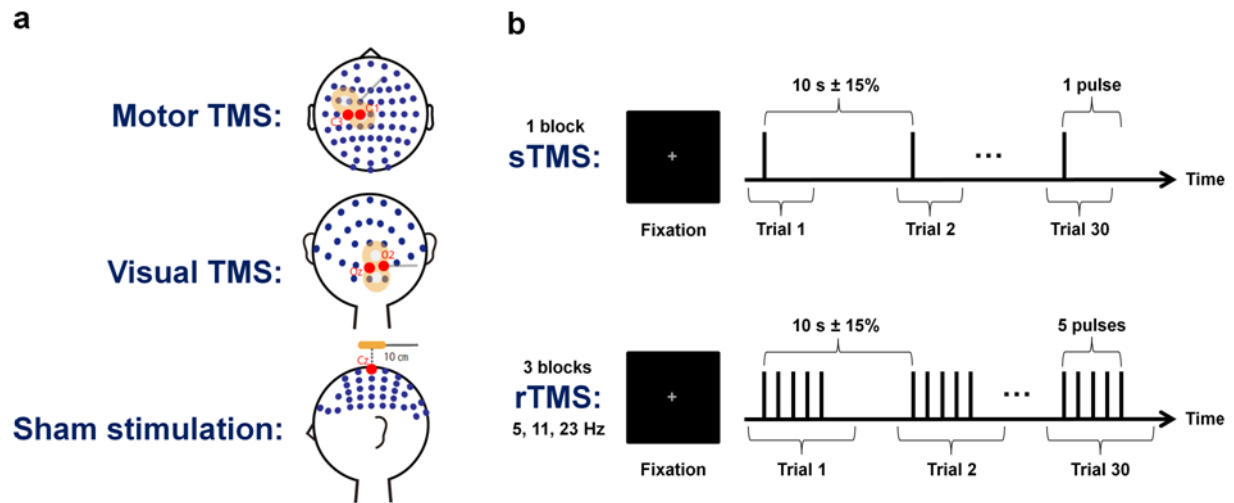 a
Motor TMS:
C3
C1
Visual TMS:
Oz
O2
Cz
10 cm
Sham stimulation:
b
1 block
sTMS:
Fixation
10 s ± 15%
1 pulse
...
Time
Trial 1
Trial 2
Trial 30
3 blocks
rTMS:
5, 11, 23 Hz
Fixation
10 s ± 15%
5 pulses
...
Time
Trial 1
Trial 2
Trial 30